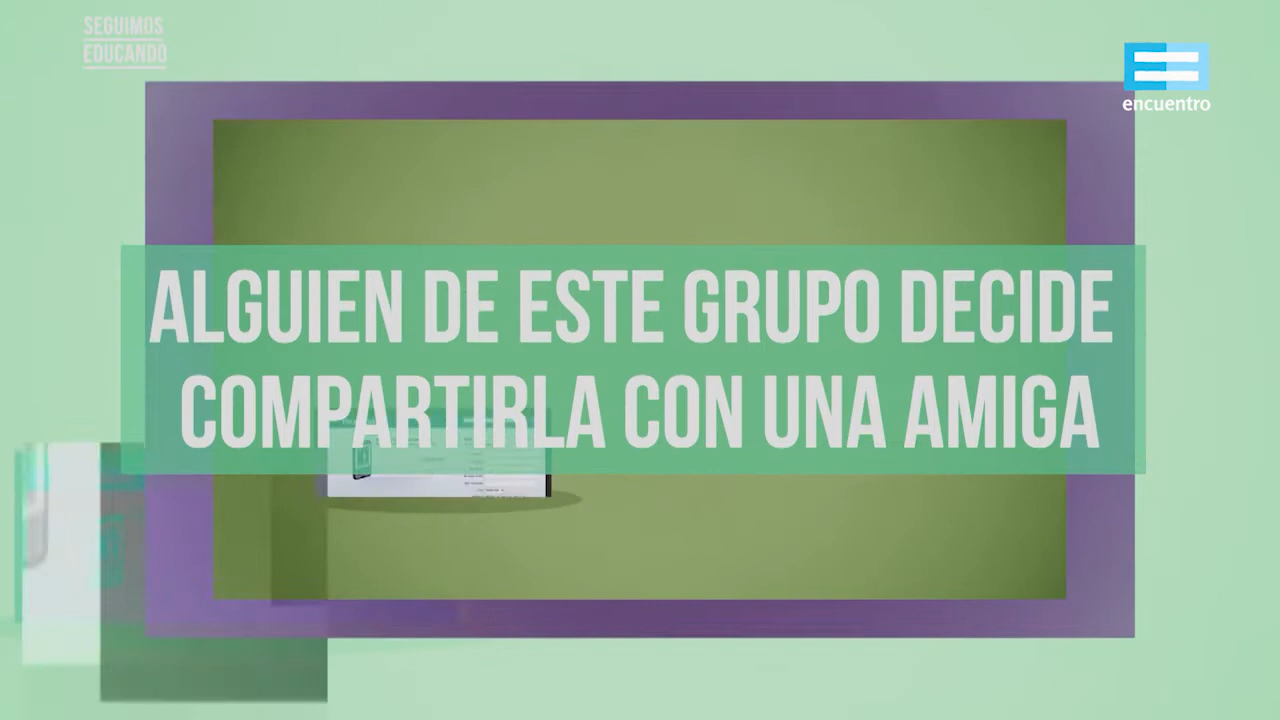 SEGUIMOS
EDUCANDO
encuentro
ALGUIEN DE ESTE GRUPO DECIDE
COMPARTIRLA CON UNA AMIGA